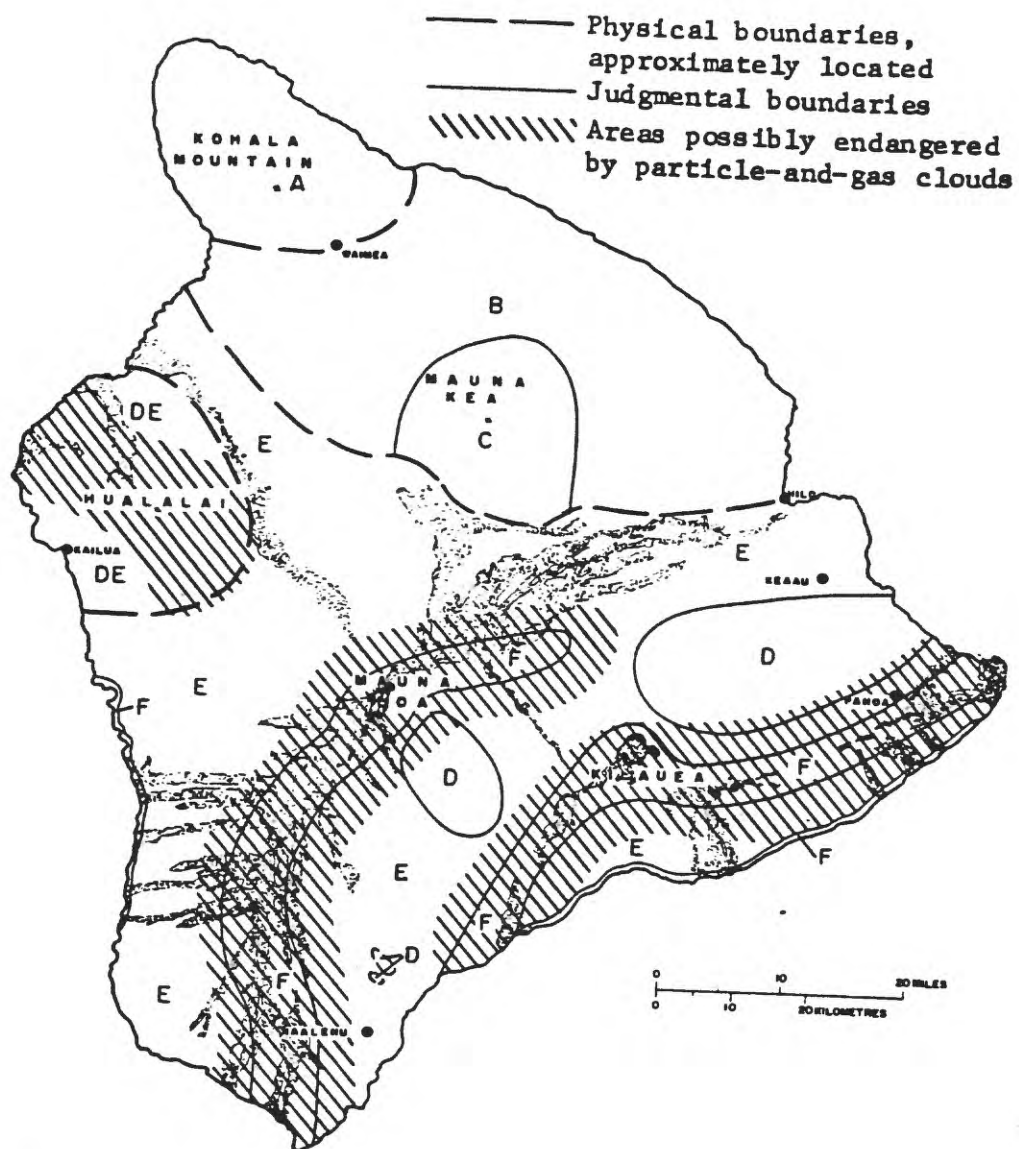 Physical boundaries,
approximately located
Judgmental boundaries
Areas possibly endangered
by particle-and-gas clouds
KOHALA
MOUNTAIN
A
WAIMEA
B
MAUNA
KEA
C
DE
E
HUALALAI
HILO
KAILUA
DE
E
KEAAU
F
D
MAUNA
LOA
E
F
PAHOA
D
KILAUEA
F
E
F
E
F
D
E
F
NAALEHU
0 10 20 MILES
0 10 20 KILOMETRES